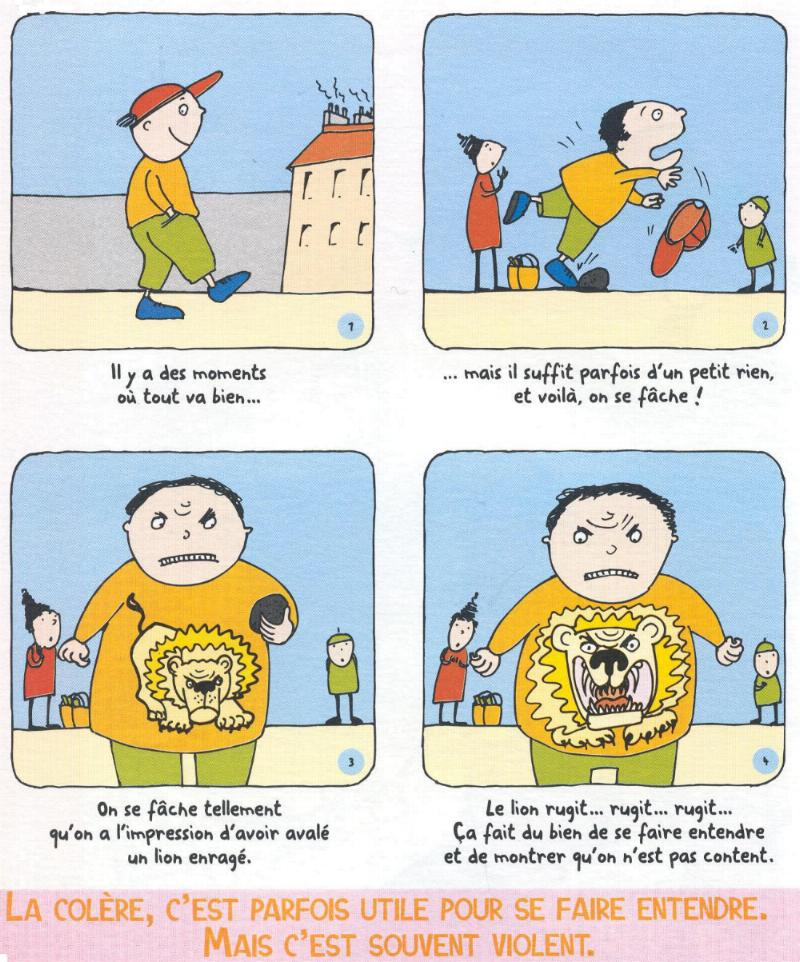 1
Il y a des moments
où tout va bien...
2
... mais il suffit parfois d'un petit rien,
et voilà, on se fâche !
3
On se fâche tellement
qu'on a l'impression d'avoir avalé
un lion enragé.
4
Le lion rugit... rugit... rugit...
Ça fait du bien de se faire entendre
et de montrer qu'on n'est pas content.
LA COLÈRE, C'EST PARFOIS UTILE POUR SE FAIRE ENTENDRE.
MAIS C'EST SOUVENT VIOLENT.